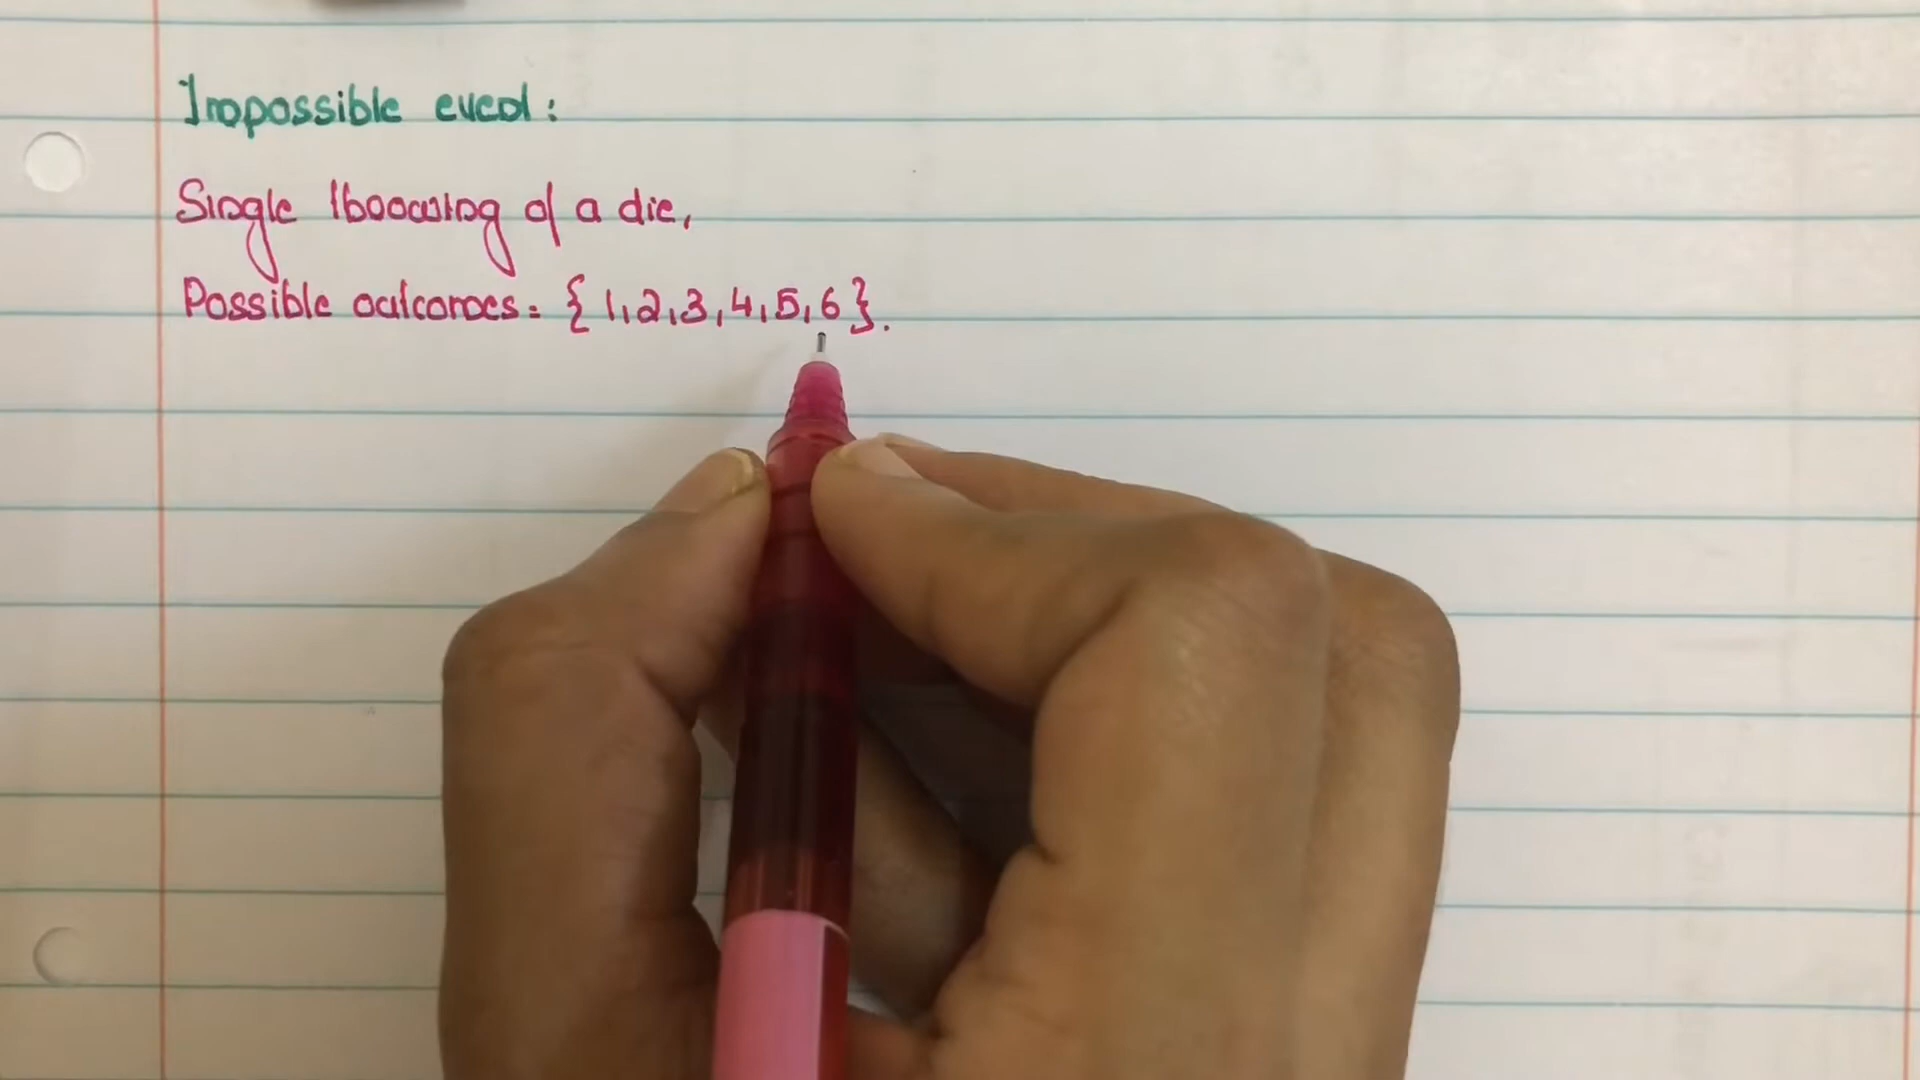 Impossible event:
Single throwing of a die,
Possible outcomes = { 1,2,3,4,5,6 }.